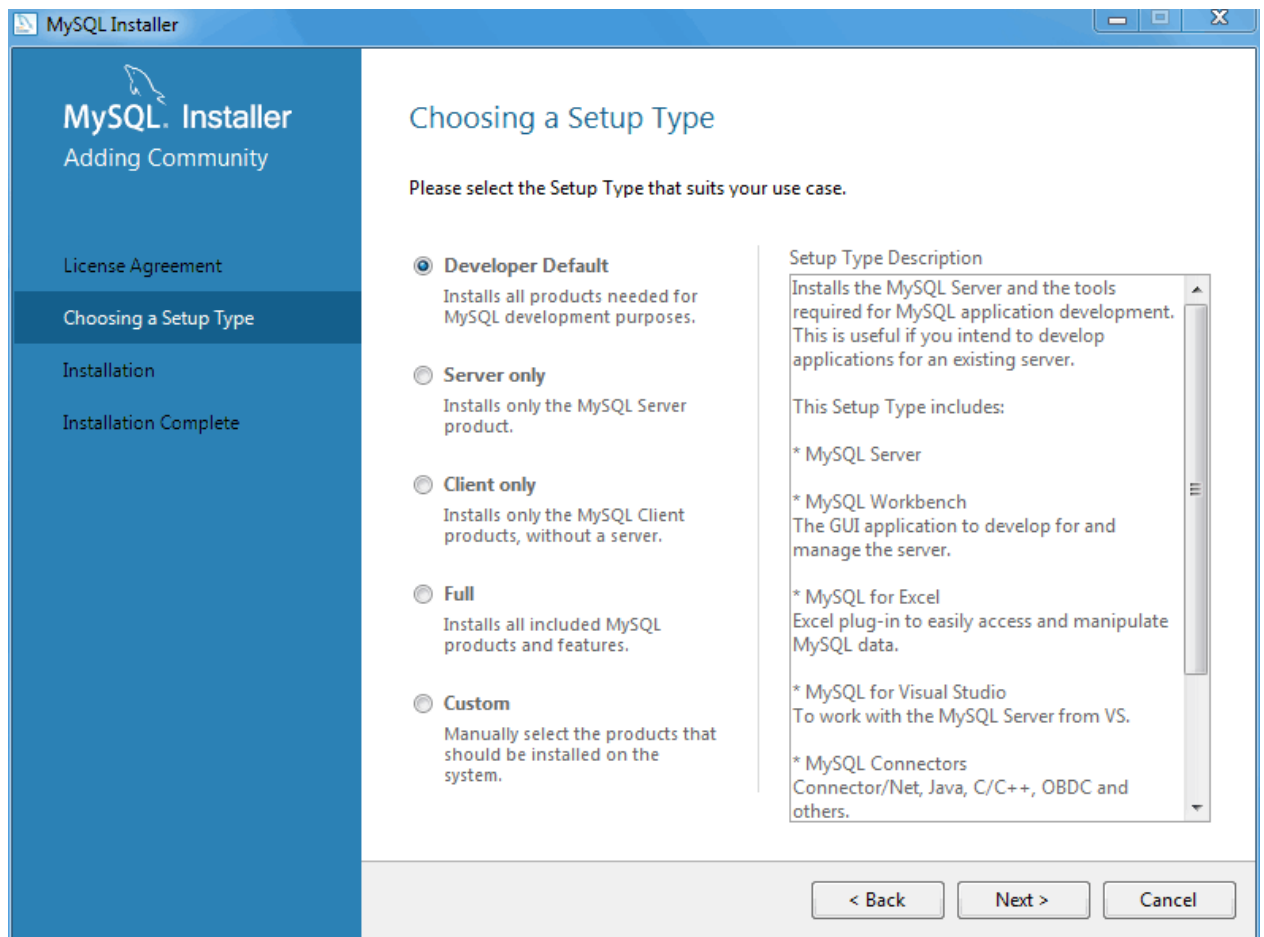 MySQL Installer
MySQL. Installer
Adding Community
License Agreement
Choosing a Setup Type
Installation
Installation Complete
Choosing a Setup Type
Please select the Setup Type that suits your use case.
Developer Default
Installs all products needed for
MySQL development purposes.
Server only
Installs only the MySQL Server
product.
Client only
Installs only the MySQL Client
products, without a server.
Full
Installs all included MySQL
products and features.
Custom
Manually select the products that
should be installed on the
system.
Setup Type Description
Installs the MySQL Server and the tools
required for MySQL application development.
This is useful if you intend to develop
applications for an existing server.
This Setup Type includes:
* MySQL Server
* MySQL Workbench
The GUI application to develop for and
manage the server.
* MySQL for Excel
Excel plug-in to easily access and manipulate
MySQL data.
* MySQL for Visual Studio
To work with the MySQL Server from VS.
* MySQL Connectors
Connector/Net, Java, C/C++, OBDC and
others.
< Back
Next >
Cancel